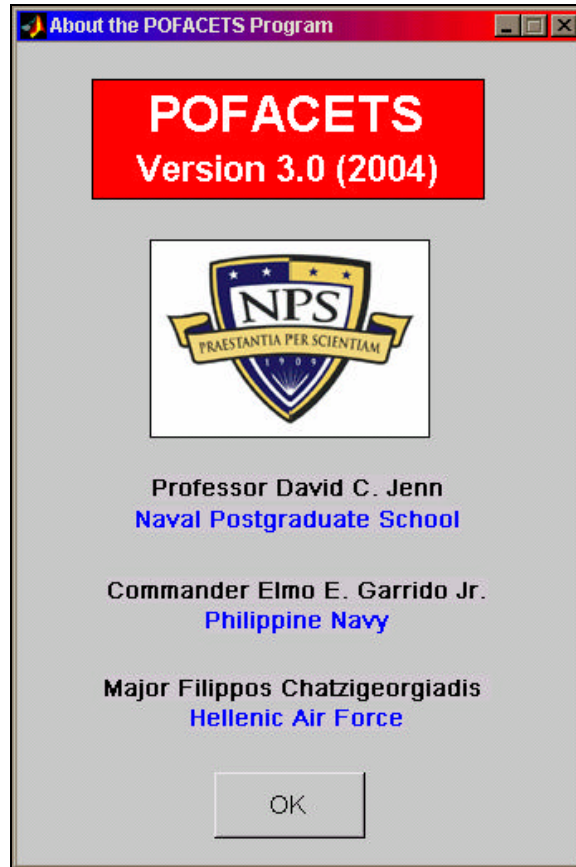 About the POFACETS Program
POFACETS
Version 3.0 (2004)
NPS
PRAESTANTIA PER SCIENTIAM
1909
Professor David C. Jenn
Naval Postgraduate School
Commander Elmo E. Garrido Jr.
Philippine Navy
Major Filippos Chatzigeorgiadis
Hellenic Air Force
OK